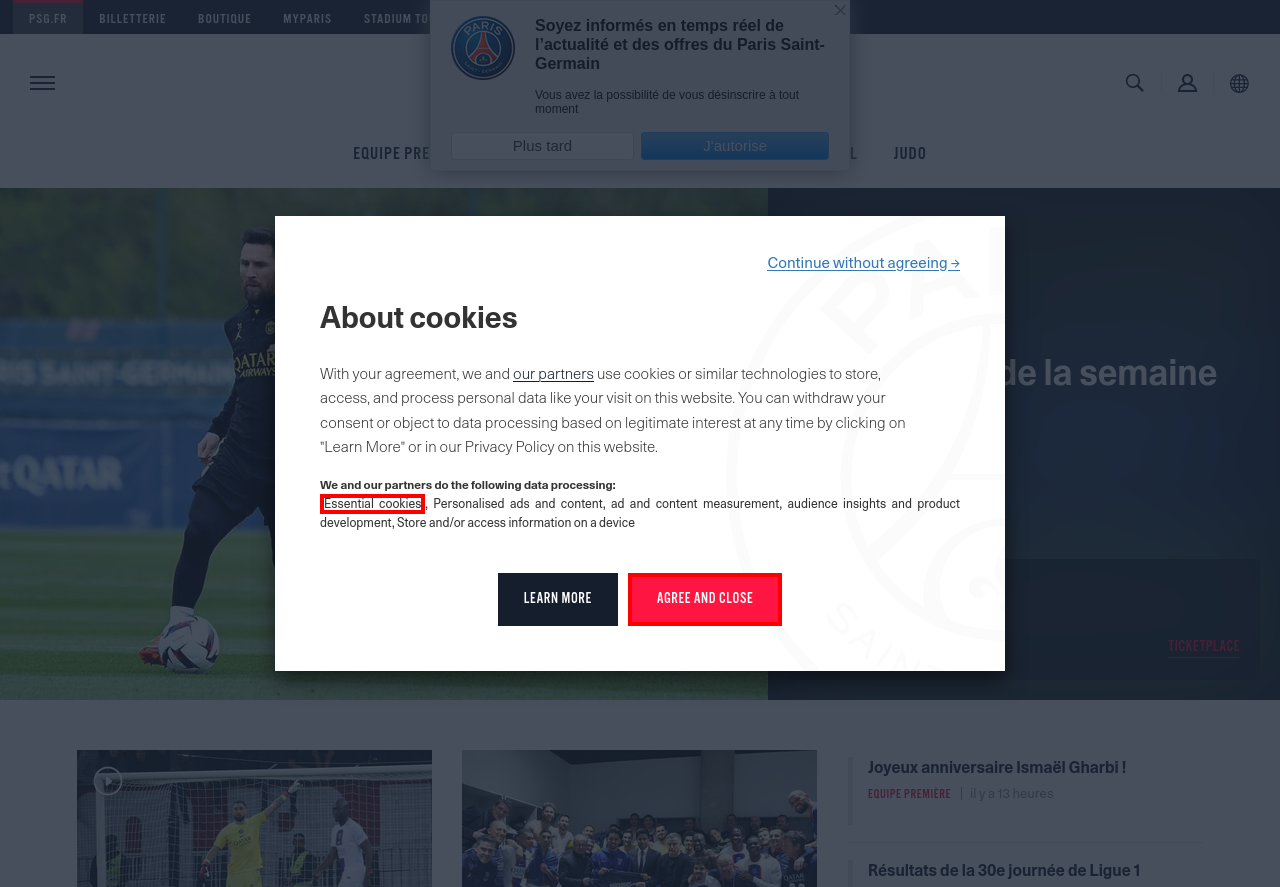 PSG.FR BILLETTERIE BOUTIQUE MYPARIS STADIUM TO
PARIS
SAINT-GERMAIN
Soyez informés en temps réel de
l’actualité et des offres du Paris Saint-
Germain
Vous avez la possibilité de vous désinscrire à tout
moment
Plus tard
J'autorise
EQUIPE PRE
L JUDO
Continue without agreeing →
About cookies
With your agreement, we and our partners use cookies or similar technologies to store,
access, and process personal data like your visit on this website. You can withdraw your
consent or object to data processing based on legitimate interest at any time by clicking on
"Learn More" or in our Privacy Policy on this website.
We and our partners do the following data processing:
Essential cookies, Personalised ads and content, ad and content measurement, audience insights and product
development, Store and/or access information on a device
LEARN MORE
AGREE AND CLOSE
de la semaine
TICKETPLACE
QATAR
AIRWAYS
QATAR
Joyeux anniversaire Ismaël Gharbi !
EQUIPE PREMIÈRE | il y a 13 heures
Résultats de la 30e journée de Ligue 1